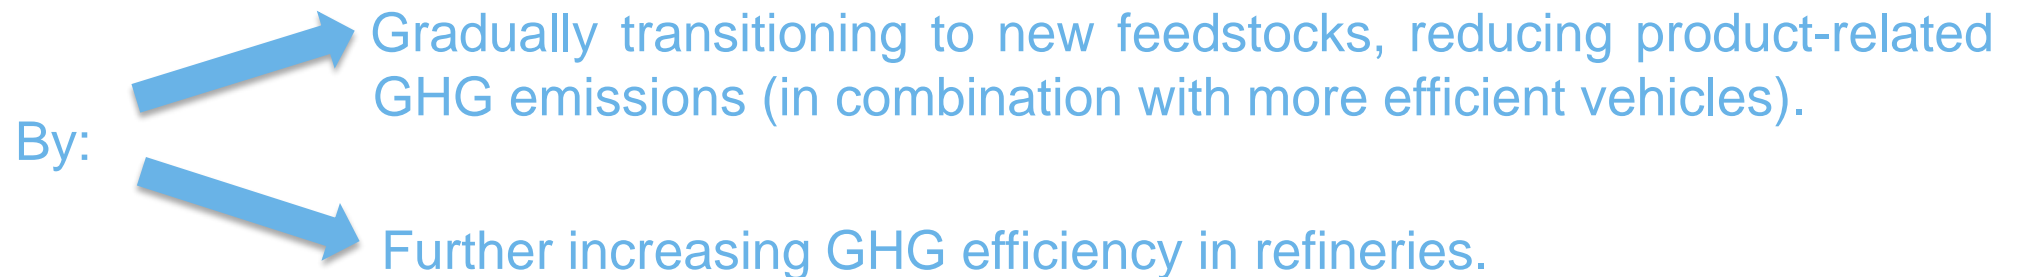 Gradually transitioning to new feedstocks, reducing product-related
GHG emissions (in combination with more efficient vehicles).
By:
Further increasing GHG efficiency in refineries.